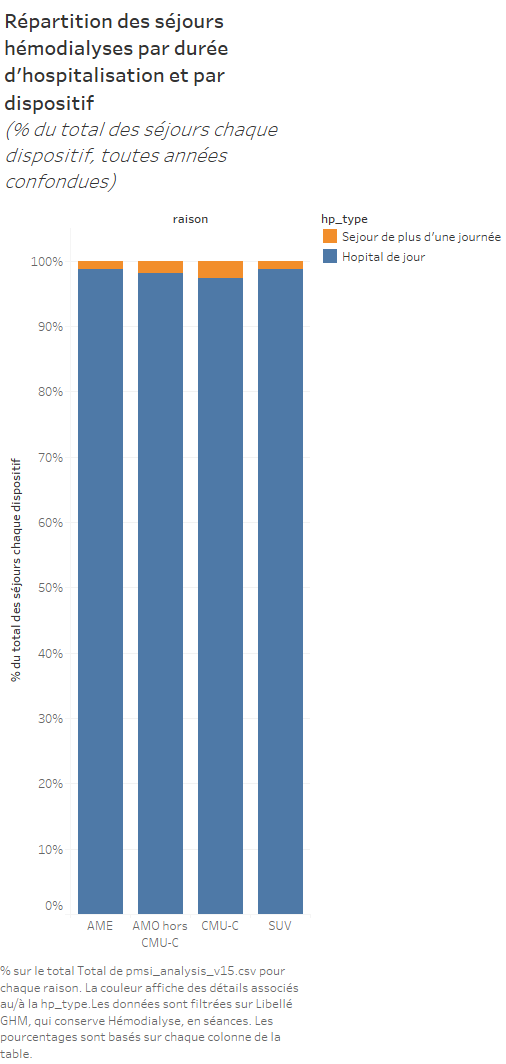 Répartition des séjours
hémodialyses par durée
d’hospitalisation et par
dispositif
(% du total des séjours chaque
dispositif, toutes années
confondues)
raison
hp_type
Sejour de plus d’une journée
Hopital de jour
100%
90%
80%
70%
60%
50%
40%
30%
20%
10%
0%
% du total des séjours chaque dispositif
AME
AMO hors
CMU-C
CMU-C
SUV
% sur le total Total de pmsi_analysis_v15.csv pour
chaque raison. La couleur affiche des détails associés
au/à la hp_type.Les données sont filtrées sur Libellé
GHM, qui conserve Hémodialyse, en séances. Les
pourcentages sont basés sur chaque colonne de la
table.